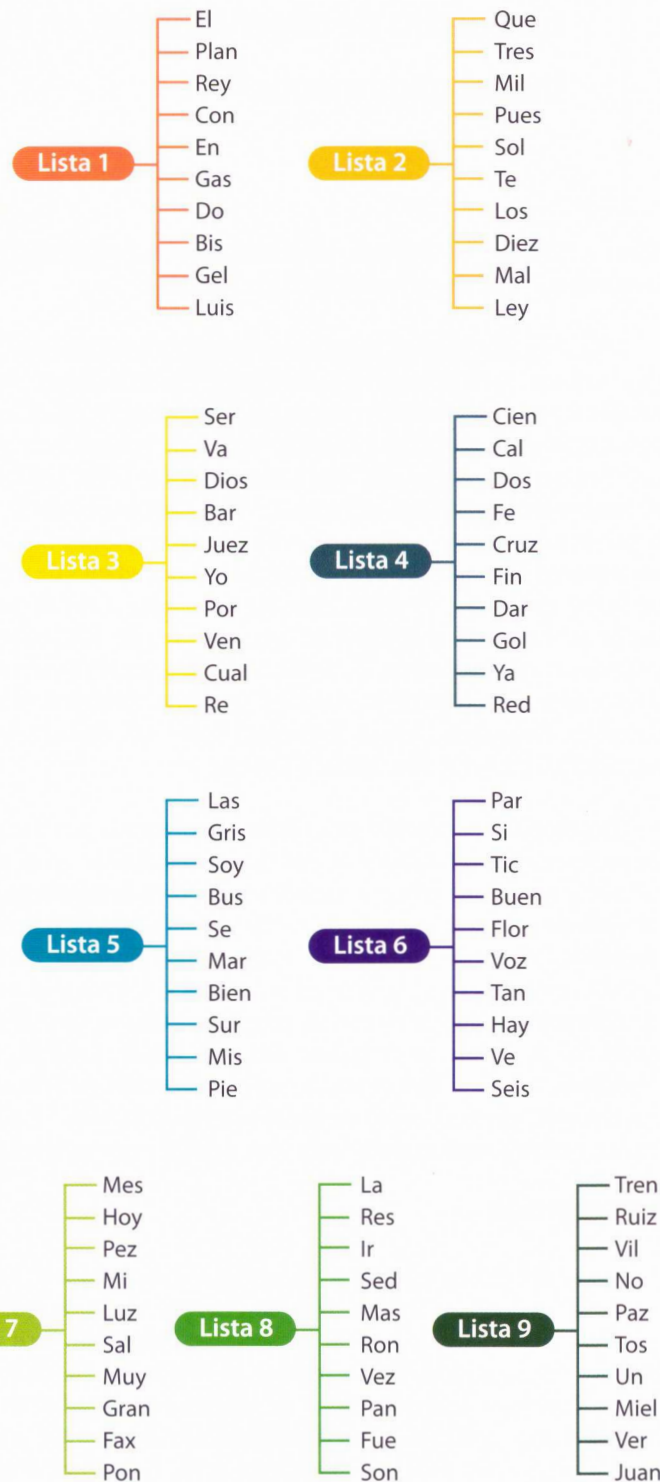 Lista 1
El
Plan
Rey
Con
En
Gas
Do
Bis
Gel
Luis
Lista 2
Que
Tres
Mil
Pues
Sol
Te
Los
Diez
Mal
Ley
Lista 3
Ser
Va
Dios
Bar
Juez
Yo
Por
Ven
Cual
Re
Lista 4
Cien
Cal
Dos
Fe
Cruz
Fin
Dar
Gol
Ya
Red
Lista 5
Las
Gris
Soy
Bus
Se
Mar
Bien
Sur
Mis
Pie
Lista 6
Par
Si
Tic
Buen
Flor
Voz
Tan
Hay
Ve
Seis
7
Mes
Hoy
Pez
Mi
Luz
Sal
Muy
Gran
Fax
Pon
Lista 8
La
Res
Ir
Sed
Mas
Ron
Vez
Pan
Fue
Son
Lista 9
Tren
Ruiz
Vil
No
Paz
Tos
Un
Miel
Ver
Juan